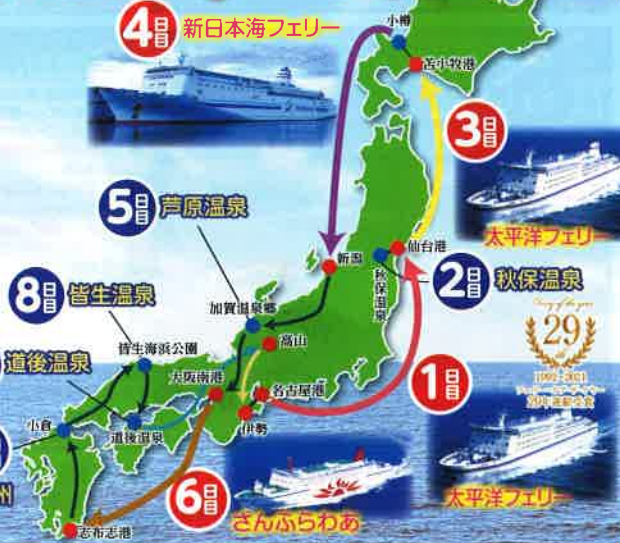 4日目 新日本海フェリー
小樽
苫小牧港
3日目
太平洋フェリー
5日目 芦原温泉
新潟
仙台港
2日目 秋保温泉
秋保温泉
8日目 皆生温泉
加賀温泉郷
高山
皆生海浜公園
道後温泉
大阪南港
名古屋港
1日目
29
小倉
道後温泉
伊勢
州
6日目
さんふらわあ
太平洋フェリー
志布志港